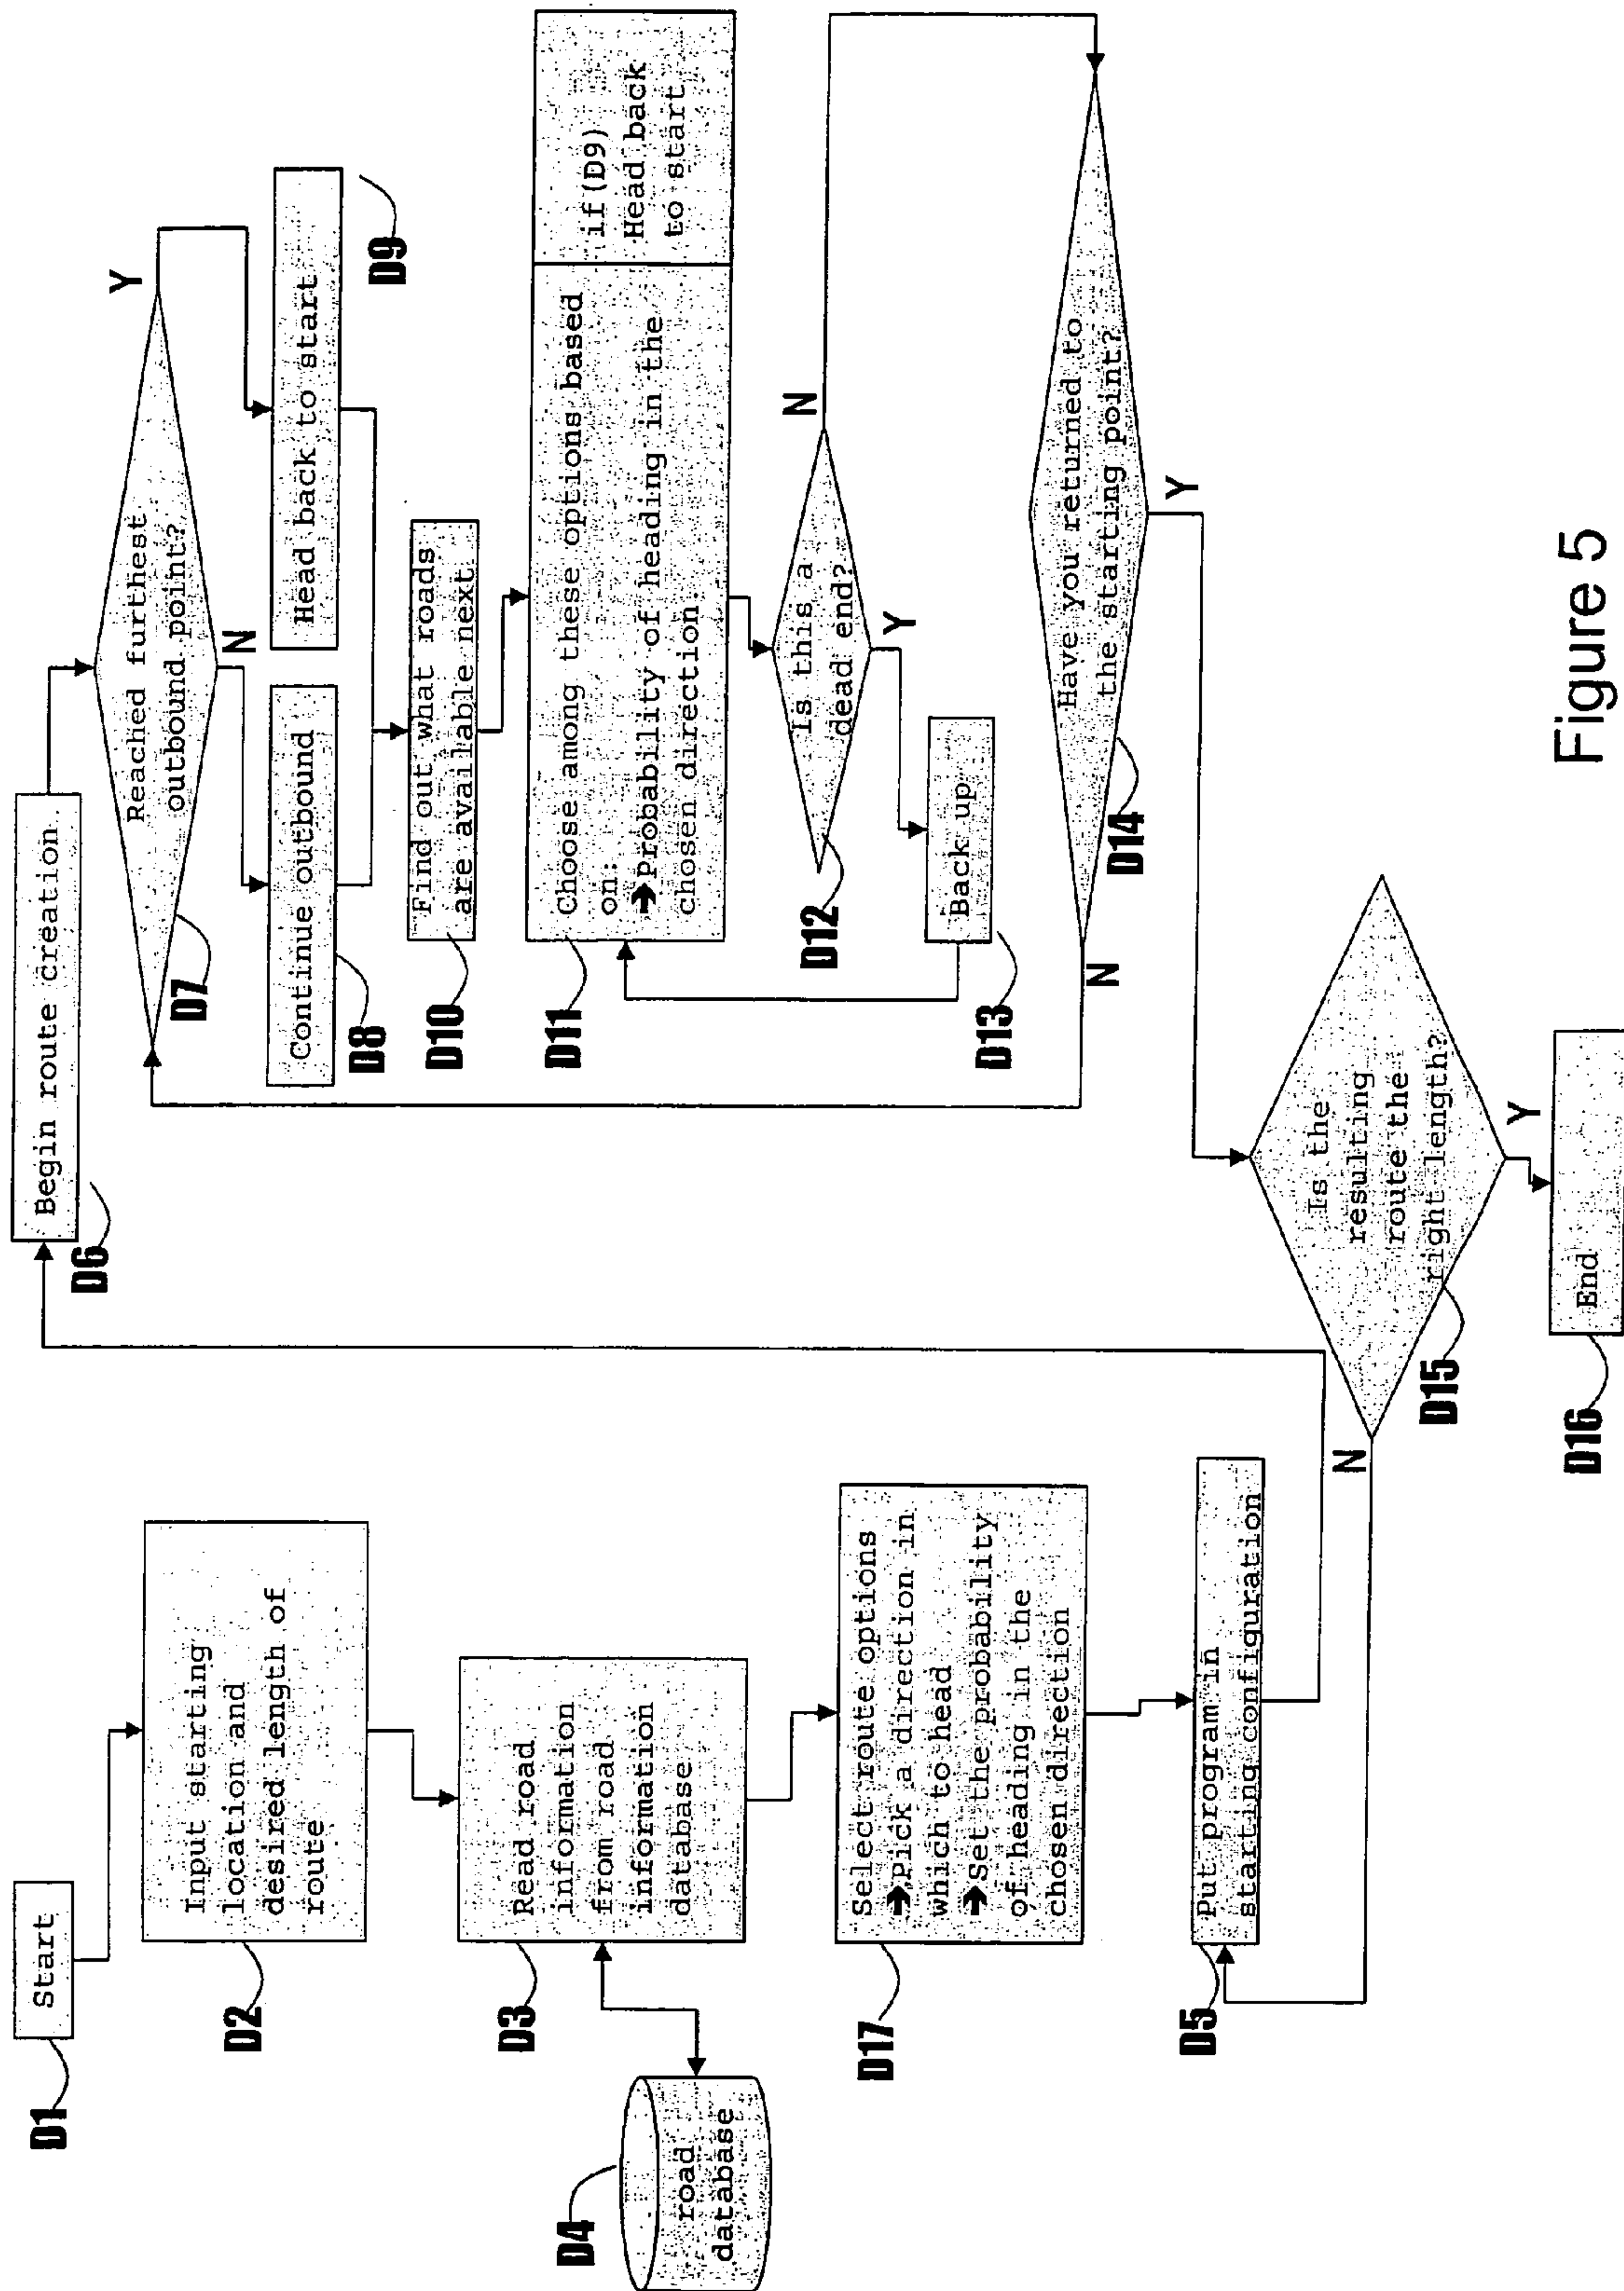 D1
Start
D2
Input starting
location and
desired length of
route
D3
Read road
information
from road
information
database
D4
road
database
D17
Select route options
➔Pick a direction in
which to head
➔Set the probability
of heading in the
chosen direction
D5
Put program in
starting configuration
D6
Begin route creation
D7
Reached furthest
outbound point?
Y
N
D8
Continue outbound
D9
Head back to start
D10
Find out what roads
are available next
D11
Choose among these options based
on:
➔Probability of heading in the
chosen direction.
if(D9)
Head back
to start
D12
Is this a
dead end?
N
Y
D13
Back up
D14
Have you returned to
the starting point?
N
Y
D15
Is the
resulting
route the
right length?
N
Y
D16
End
Figure 5